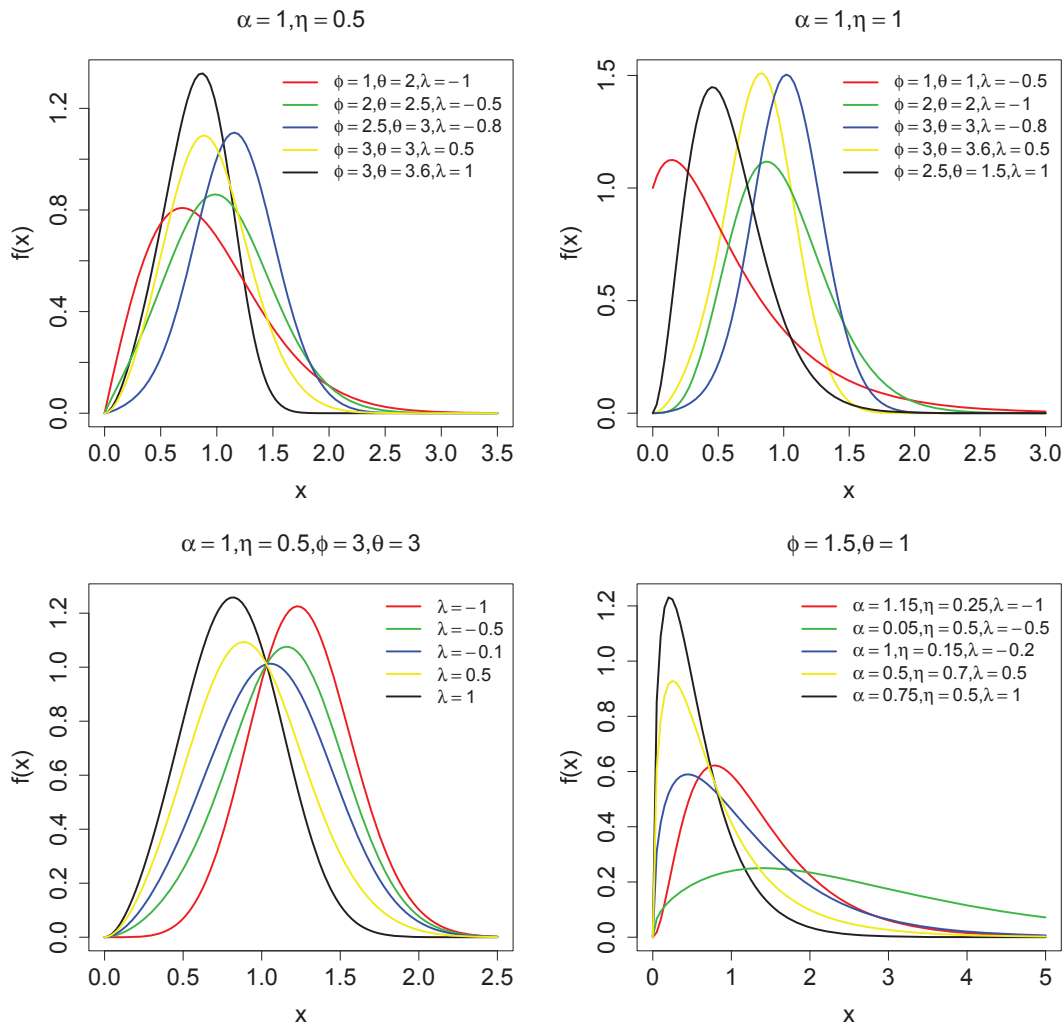 α = 1,η = 0.5
f(x)
0.0 0.4 0.8 1.2
φ = 1,θ = 2,λ = −1
φ = 2,θ = 2.5,λ = −0.5
φ = 2.5,θ = 3,λ = −0.8
φ = 3,θ = 3,λ = 0.5
φ = 3,θ = 3.6,λ = 1
0.0 0.5 1.0 1.5 2.0 2.5 3.0 3.5
x
α = 1,η = 1
f(x)
0.0 0.5 1.0 1.5
φ = 1,θ = 1,λ = −0.5
φ = 2,θ = 2,λ = −1
φ = 3,θ = 3,λ = −0.8
φ = 3,θ = 3.6,λ = 0.5
φ = 2.5,θ = 1.5,λ = 1
0.0 0.5 1.0 1.5 2.0 2.5 3.0
x
α = 1,η = 0.5,φ = 3,θ = 3
f(x)
0.0 0.2 0.4 0.6 0.8 1.0 1.2
λ = −1
λ = −0.5
λ = −0.1
λ = 0.5
λ = 1
0.0 0.5 1.0 1.5 2.0 2.5
x
φ = 1.5,θ = 1
f(x)
0.0 0.2 0.4 0.6 0.8 1.0 1.2
α = 1.15,η = 0.25,λ = −1
α = 0.05,η = 0.5,λ = −0.5
α = 1,η = 0.15,λ = −0.2
α = 0.5,η = 0.7,λ = 0.5
α = 0.75,η = 0.5,λ = 1
0 1 2 3 4 5
x